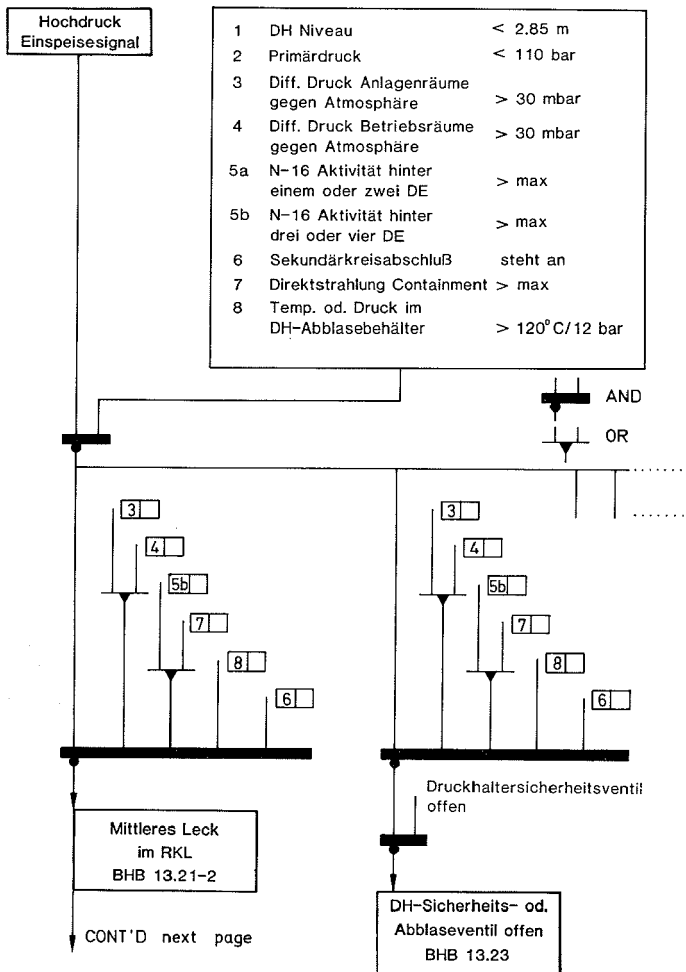 Hochdruck
Einspeisesignal
1 DH Niveau < 2.85 m
2 Primärdruck < 110 bar
3 Diff. Druck Anlagenräume
gegen Atmosphäre > 30 mbar
4 Diff. Druck Betriebsräume
gegen Atmosphäre > 30 mbar
5a N-16 Aktivität hinter
einem oder zwei DE > max
5b N-16 Aktivität hinter
drei oder vier DE > max
6 Sekundärkreisabschluß steht an
7 Direktstrahlung Containment > max
8 Temp. od. Druck im
DH-Abblasebehälter > 120°C/12 bar
AND
OR
3
4
5b
7
8
6
3
4
5b
7
8
6
Druckhaltersicherheitsventil
offen
Mittleres Leck
im RKL
BHB 13.21-2
CONT'D next page
DH-Sicherheits- od.
Abblaseventil offen
BHB 13.23